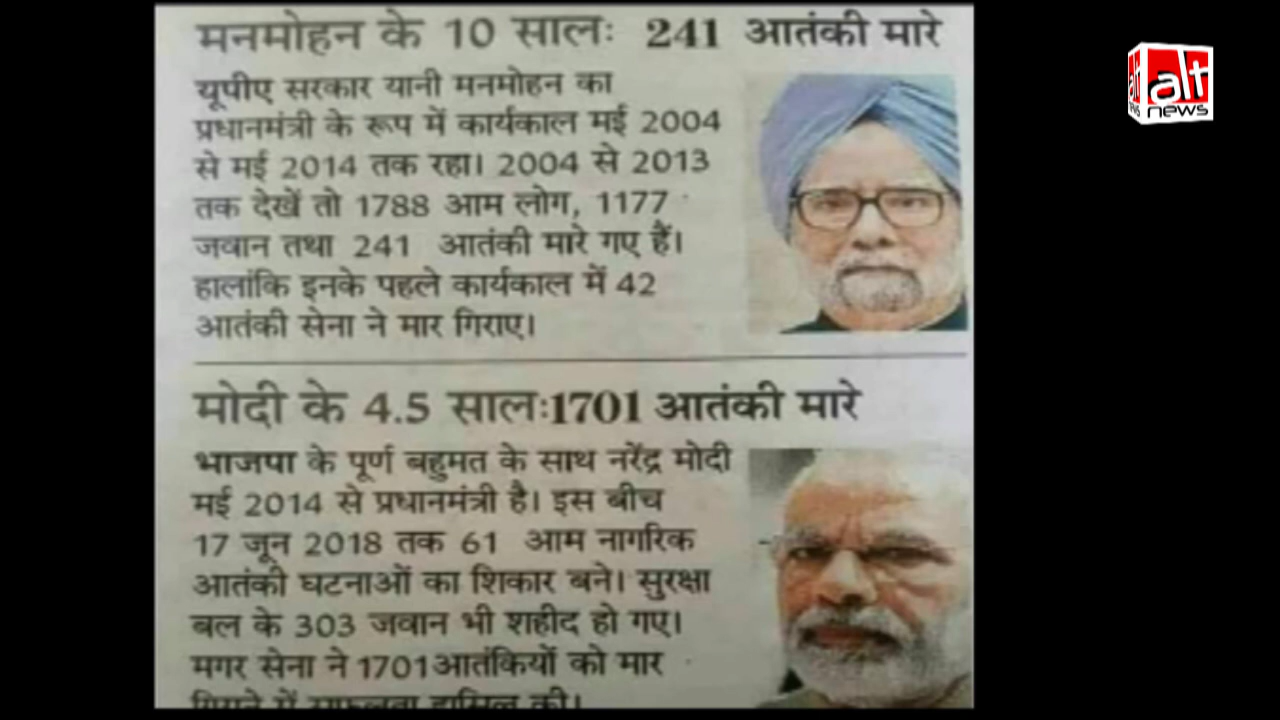 मनमोहन के 10 सालः 241 आतंकी मारे
यूपीए सरकार यानी मनमोहन का
प्रधानमंत्री के रूप में कार्यकाल मई 2004
से मई 2014 तक रहा। 2004 से 2013
तक देखें तो 1788 आम लोग, 1177
जवान तथा 241 आतंकी मारे गए हैं।
हालांकि इनके पहले कार्यकाल में 42
आतंकी सेना ने मार गिराए।
मोदी के 4.5 सालः1701 आतंकी मारे
भाजपा के पूर्ण बहुमत के साथ नरेंद्र मोदी
मई 2014 से प्रधानमंत्री है। इस बीच
17 जून 2018 तक 61 आम नागरिक
आतंकी घटनाओं का शिकार बने। सुरक्षा
बल के 303 जवान भी शहीद हो गए।
मगर सेना ने 1701आतंकियों को मार
alt news